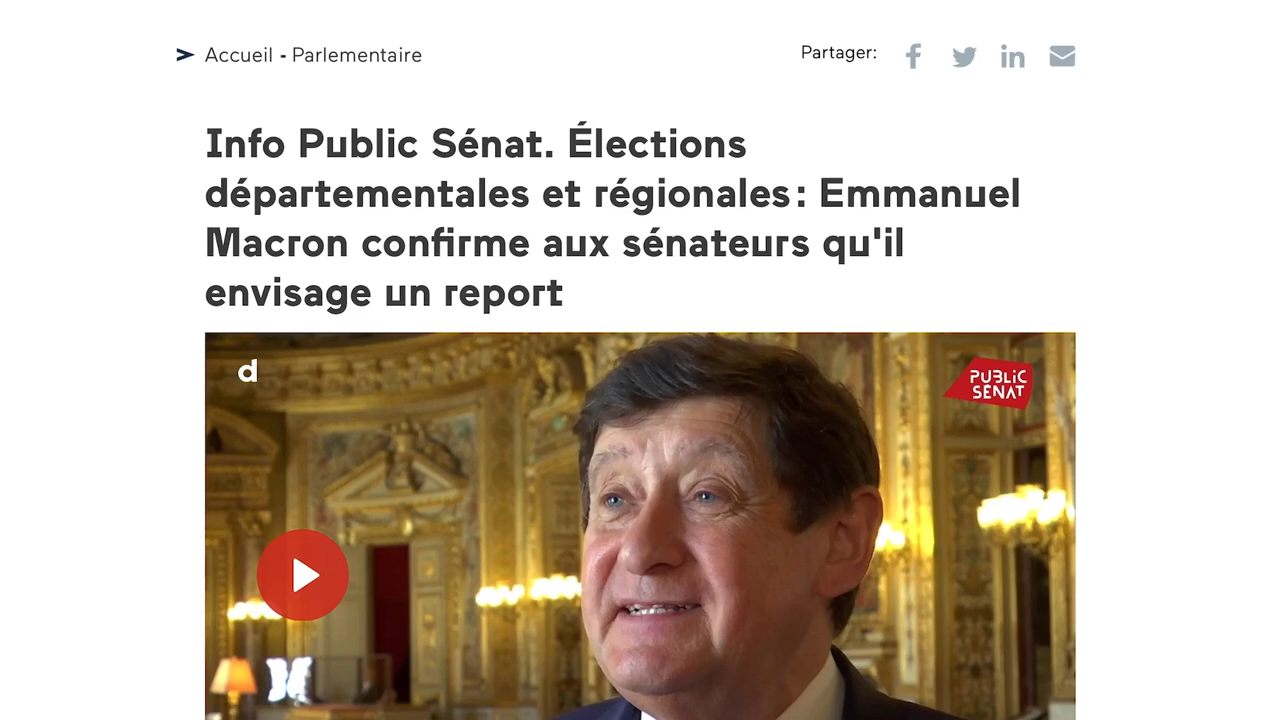 Accueil - Parlementaire
Partager:
Info Public Sénat. Élections
départementales et régionales : Emmanuel
Macron confirme aux sénateurs qu'il
envisage un report
d
PUBLIC
SÉNAT